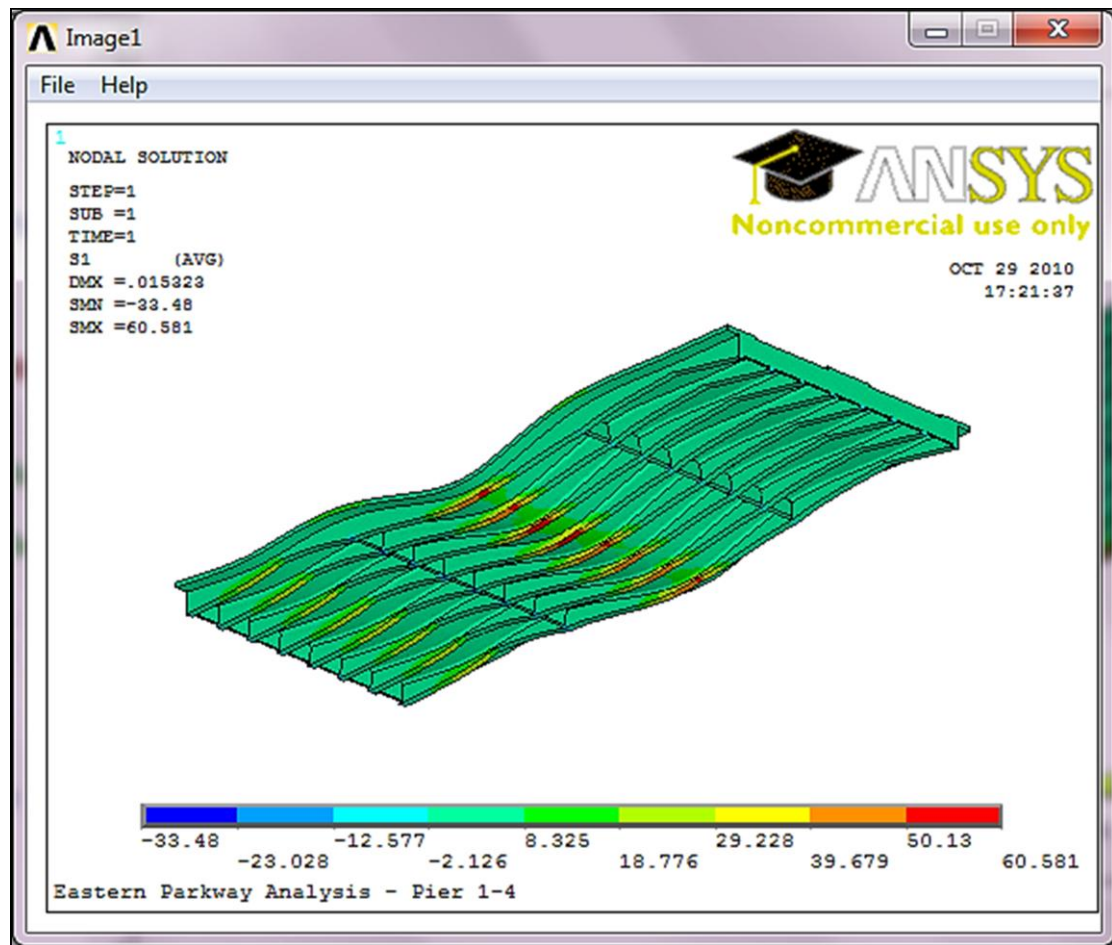 Image1
File Help
1
NODAL SOLUTION
STEP=1
SUB =1
TIME=1
S1 (AVG)
DMX =.015323
SMN =-33.48
SMX =60.581
ANSYS
Noncommercial use only
OCT 29 2010
17:21:37
-33.48 -12.577 8.325 29.228 50.13
-23.028 -2.126 18.776 39.679 60.581
Eastern Parkway Analysis - Pier 1-4